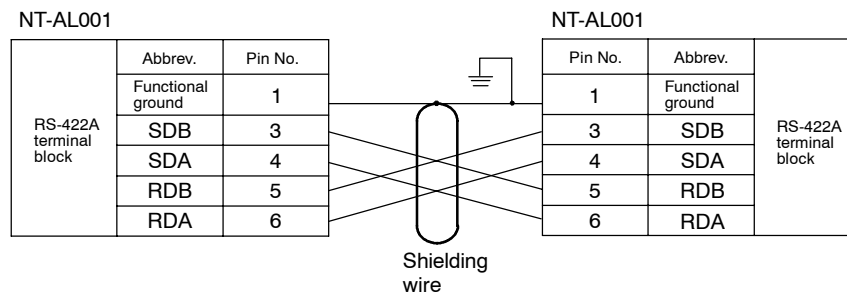 NT-AL001
NT-AL001
RS-422A
terminal
block
Abbrev. Pin No.
Functional
ground 1
SDB 3
SDA 4
RDB 5
RDA 6
Pin No. Abbrev.
1 Functional
ground
3 SDB
4 SDA
5 RDB
6 RDA
RS-422A
terminal
block
Shielding
wire